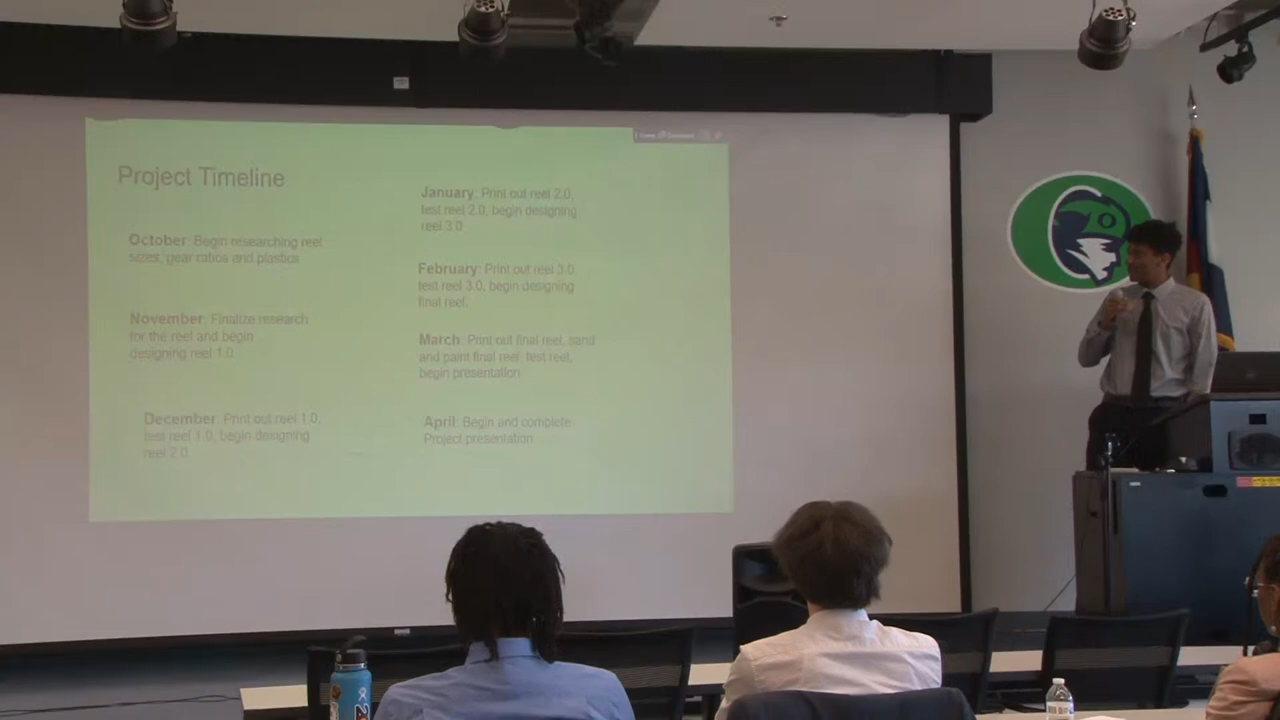 Project Timeline
October: Begin researching reel
sizes, gear ratios and plastics
November: Finalize research
for the reel and begin
designing reel 1.0.
December: Print out reel 1.0,
test reel 1.0, begin designing
reel 2.0
January: Print out reel 2.0,
test reel 2.0, begin designing
reel 3.0
February: Print out reel 3.0,
test reel 3.0, begin designing
final reel.
March: Print out final reel, sand
and paint final reel, test reel,
begin presentation
April: Begin and complete
Project presentation